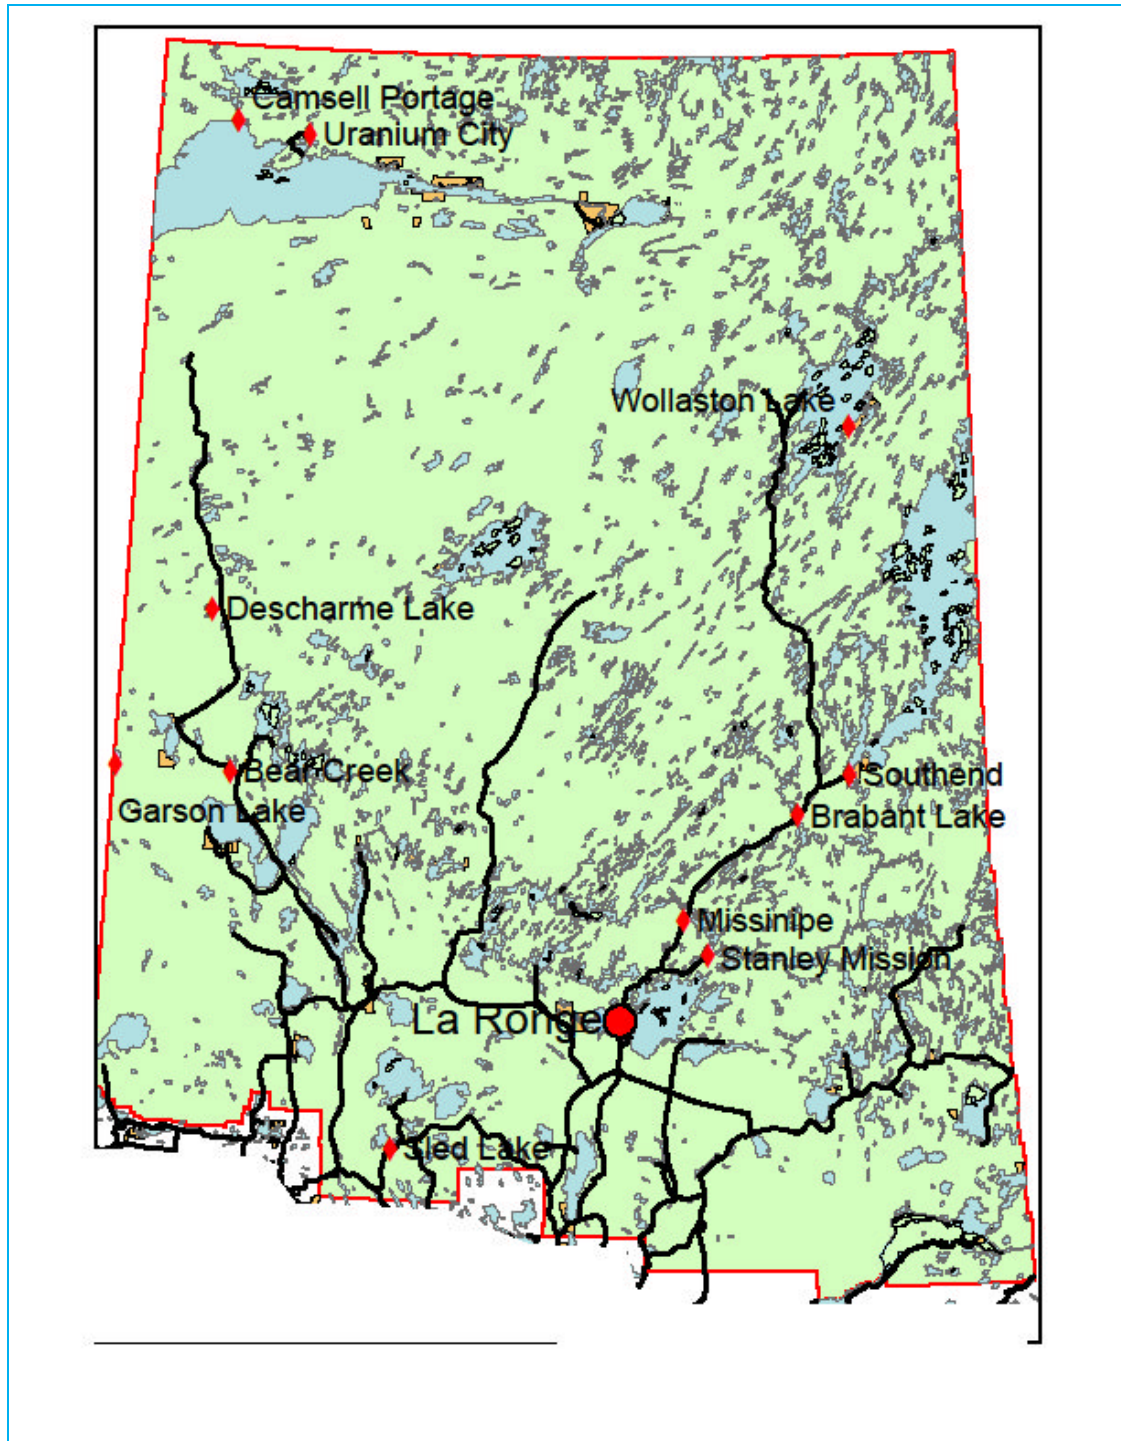 Camsell Portage
Uranium City
Wollaston Lake
Descharme Lake
Bear Creek
Southend
Garson Lake
Brabant Lake
Missinipe
Stanley Mission
La Ronge
Sled Lake